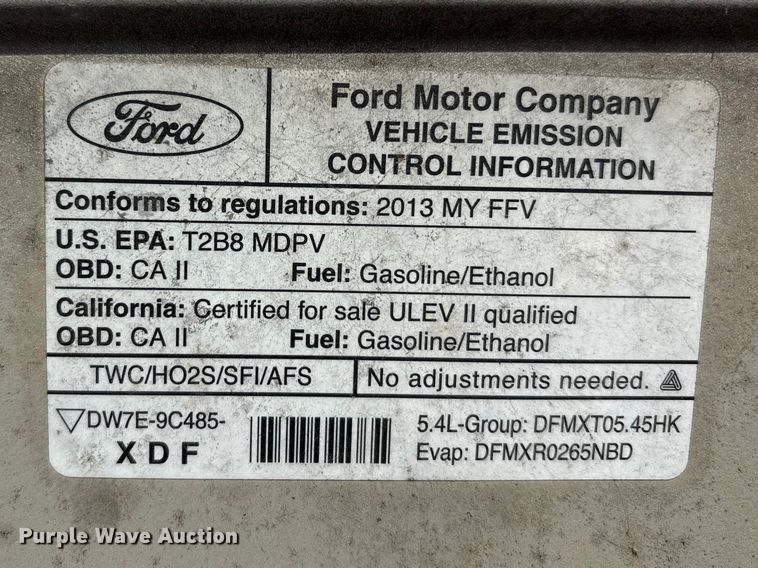 Ford
Ford Motor Company
VEHICLE EMISSION
CONTROL INFORMATION
Conforms to regulations: 2013 MY FFV
U.S. EPA: T2B8 MDPV
OBD: CA II Fuel: Gasoline/Ethanol
California: Certified for sale ULEV II qualified
OBD: CA II Fuel: Gasoline/Ethanol
TWC/HO2S/SFI/AFS
No adjustments needed.
DW7E-9C485-
XDF
5.4L-Group: DFMXT05.45HK
Evap: DFMXR0265NBD
Purple Wave Auction